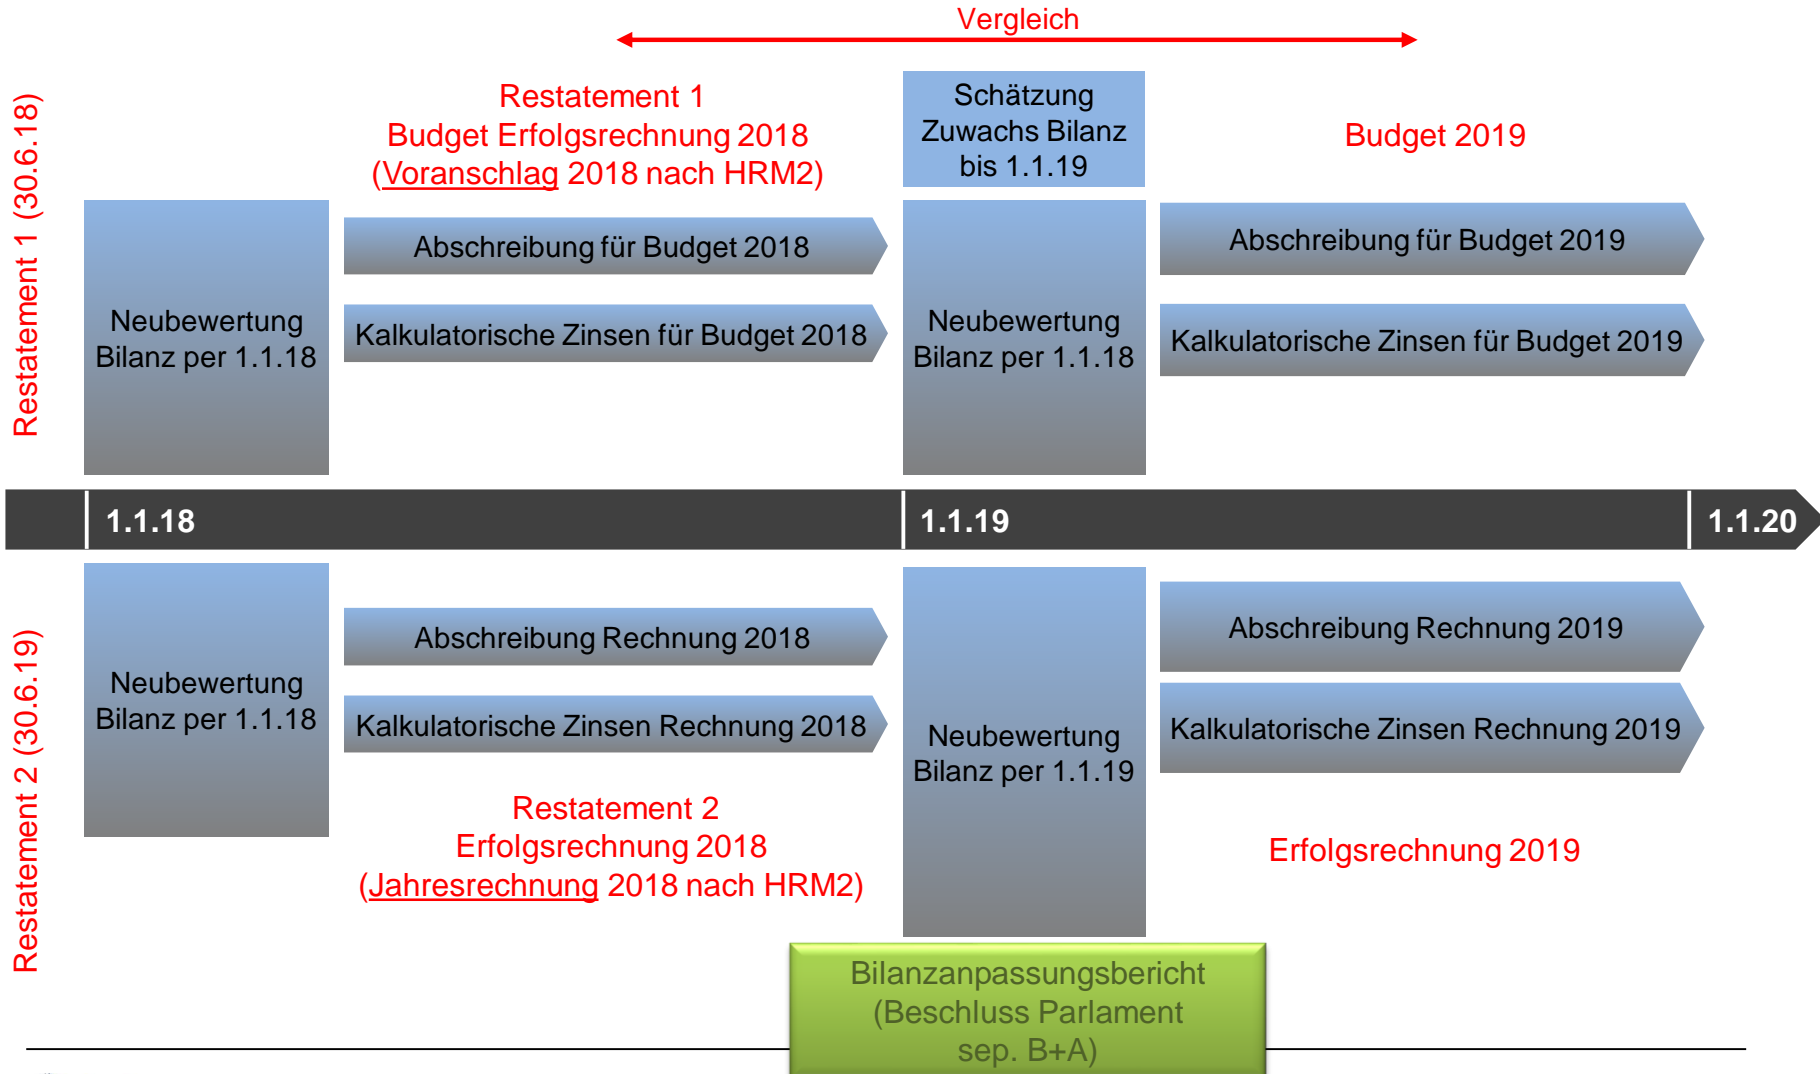 Vergleich
Restatement 1 (30.6.18)
Restatement 1
Budget Erfolgsrechnung 2018
(Voranschlag 2018 nach HRM2)
Schätzung
Zuwachs Bilanz
bis 1.1.19
Budget 2019
Neubewertung
Bilanz per 1.1.18
Abschreibung für Budget 2018
Kalkulatorische Zinsen für Budget 2018
Neubewertung
Bilanz per 1.1.18
Abschreibung für Budget 2019
Kalkulatorische Zinsen für Budget 2019
1.1.18
1.1.19
1.1.20
Restatement 2 (30.6.19)
Neubewertung
Bilanz per 1.1.18
Abschreibung Rechnung 2018
Kalkulatorische Zinsen Rechnung 2018
Restatement 2
Erfolgsrechnung 2018
(Jahresrechnung 2018 nach HRM2)
Neubewertung
Bilanz per 1.1.19
Abschreibung Rechnung 2019
Kalkulatorische Zinsen Rechnung 2019
Erfolgsrechnung 2019
Bilanzanpassungsbericht
(Beschluss Parlament
sep. B+A)